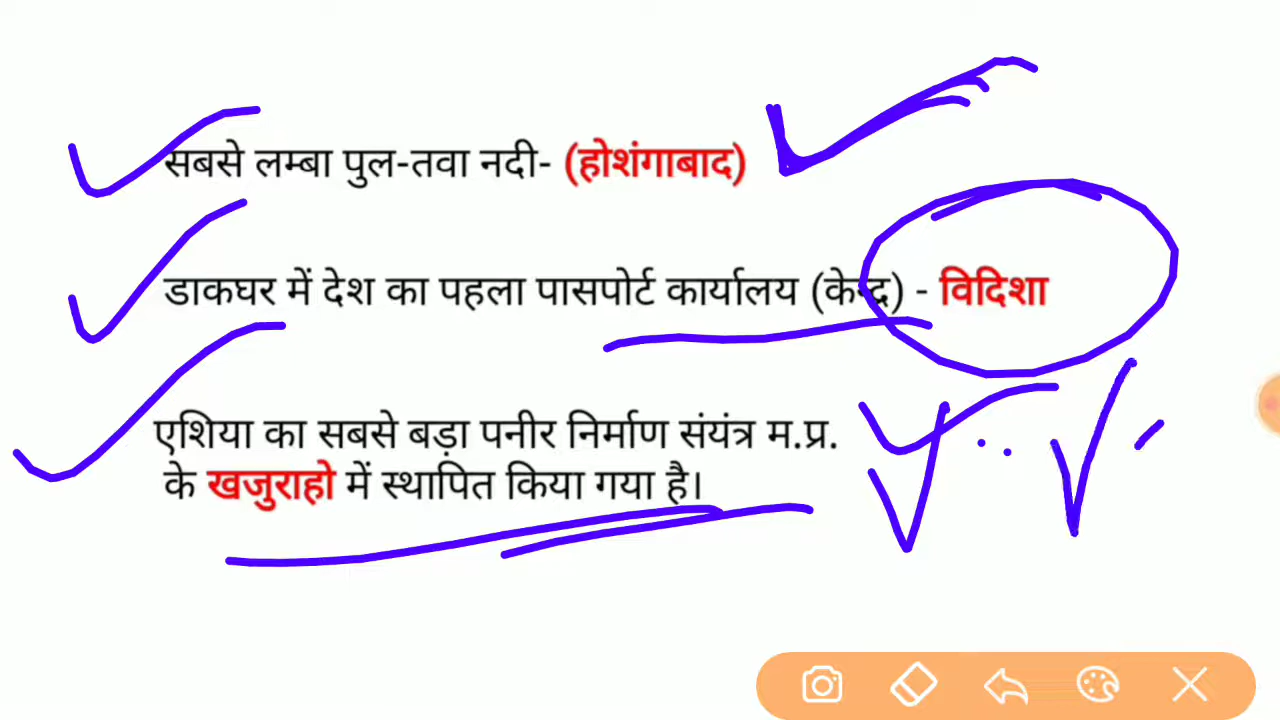 सबसे लम्बा पुल-तवा नदी- (होशंगाबाद)
डाकघर में देश का पहला पासपोर्ट कार्यालय (केन्द्र) - विदिशा
एशिया का सबसे बड़ा पनीर निर्माण संयंत्र म.प्र.
के खजुराहो में स्थापित किया गया है।